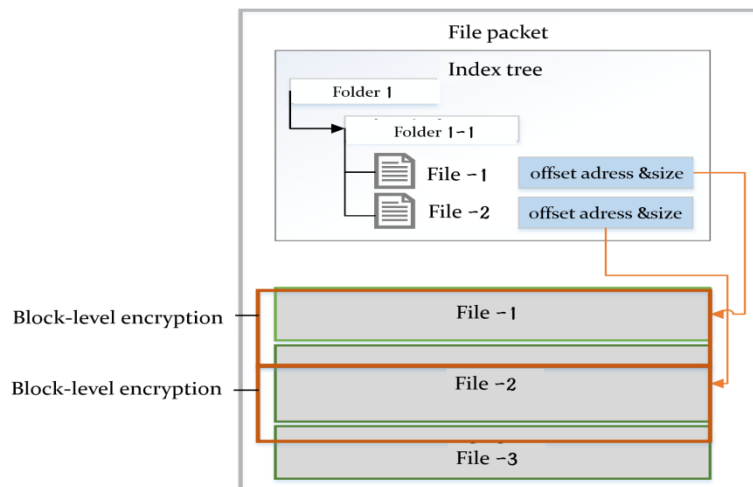 File packet
Index tree
Folder 1
Folder 1-1
File -1 offset adress &size
File -2 offset adress &size
Block-level encryption
File -1
Block-level encryption
File -2
File -3